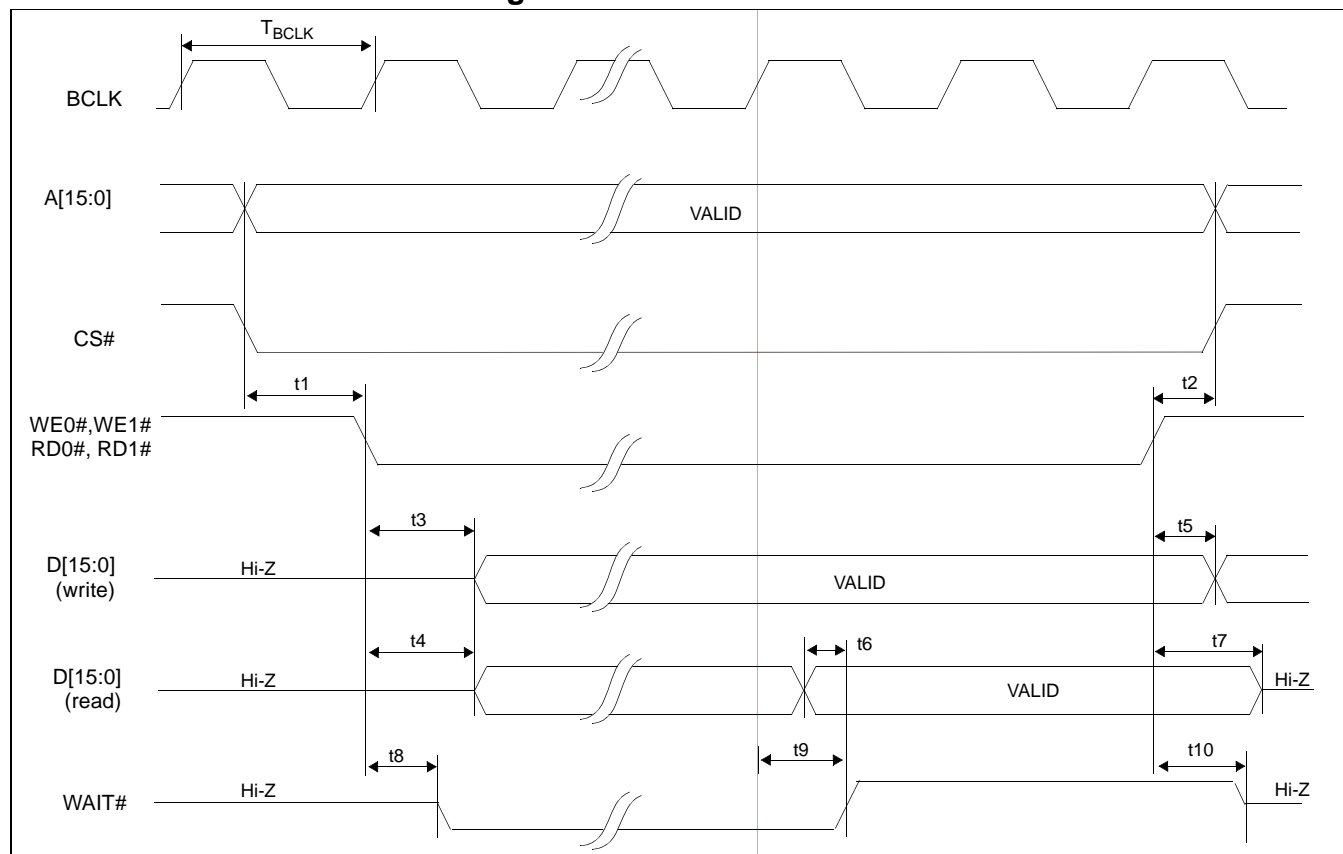 TBCLK
BCLK
A[15:0]
VALID
CS#
t1
t2
WE0#,WE1#
RD0#, RD1#
t3
t5
D[15:0]
(write)
Hi-Z
VALID
t4
t6
t7
D[15:0]
(read)
Hi-Z
VALID
Hi-Z
t8
t9
t10
WAIT#
Hi-Z
Hi-Z